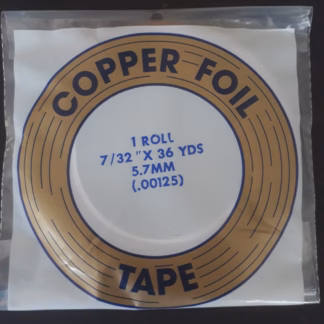 COPPER FOIL
1 ROLL
7/32" X 36 YDS
5.7MM
(.00125)
TAPE